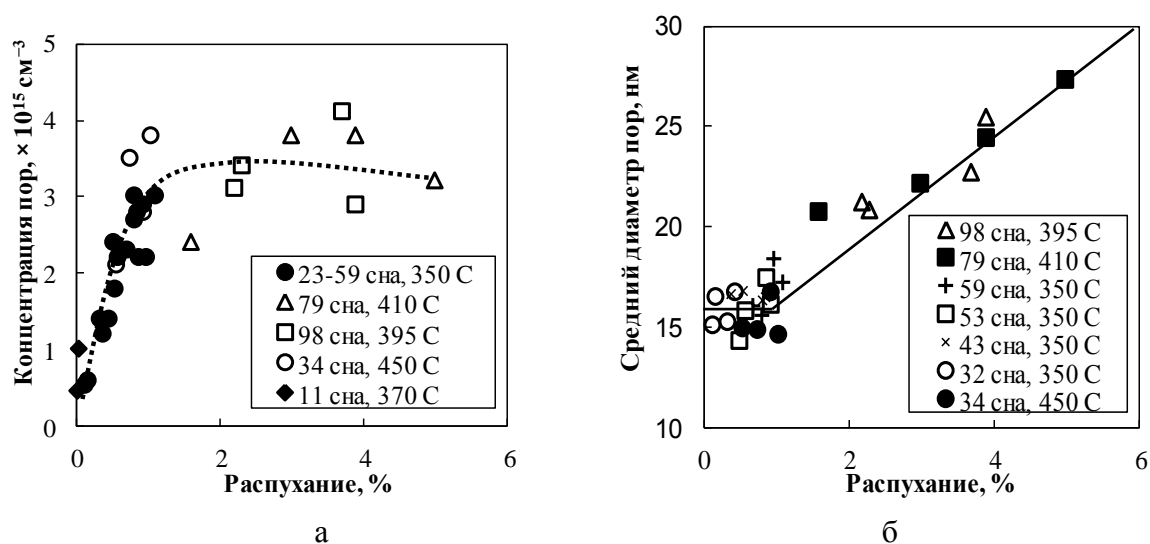 Концентрация пор, × 10¹⁵ см⁻³
5
4
3
2
1
0
0
2
4
6
Распухание, %
23-59 сна, 350 С
79 сна, 410 С
98 сна, 395 С
34 сна, 450 С
11 сна, 370 С
а
Средний диаметр пор, нм
30
25
20
15
10
0
2
4
6
Распухание, %
98 сна, 395 С
79 сна, 410 С
59 сна, 350 С
53 сна, 350 С
43 сна, 350 С
32 сна, 350 С
34 сна, 450 С
б